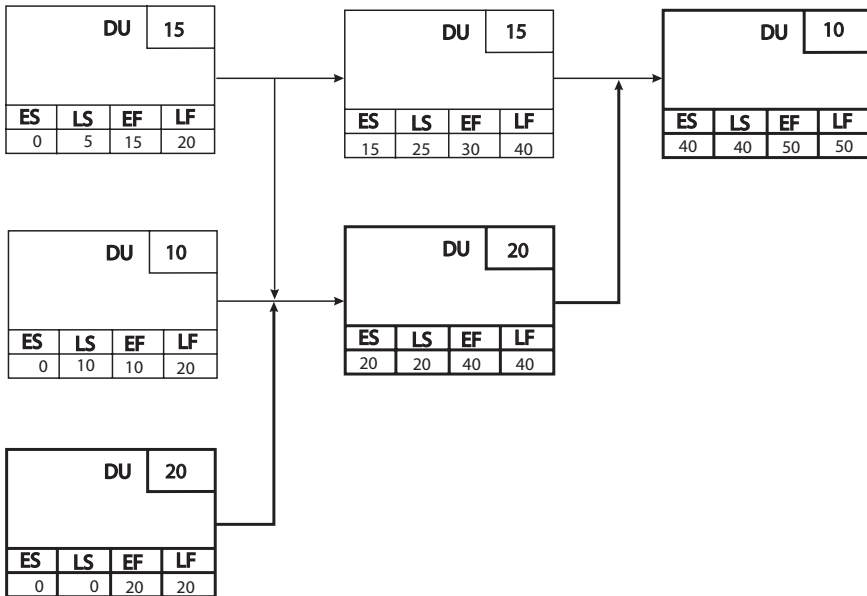 DU 15
ES LS EF LF
0 5 15 20
DU 15
ES LS EF LF
15 25 30 40
DU 10
ES LS EF LF
40 40 50 50
DU 10
ES LS EF LF
0 10 10 20
DU 20
ES LS EF LF
20 20 40 40
DU 20
ES LS EF LF
0 0 20 20